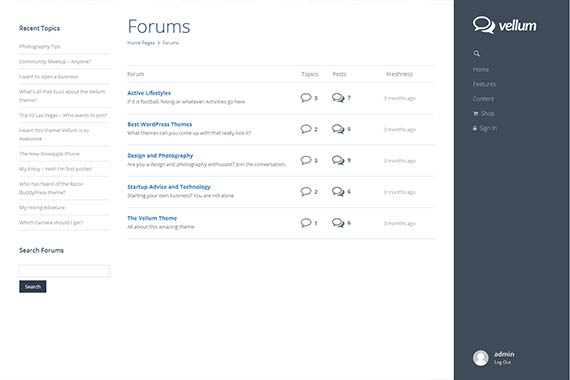 Recent Topics
Photography Tips
Community Meetup – Anyone?
I want to open a business
What's all that buzz about the Vellum
theme?
Trip to Las Vegas – Who wants to join?
I want this theme! Vellum is so
Awesome
The New Pineapple Phone
My Entry – Yeah I'm first poster!
Who has heard of the Razor
BuddyPress theme?
My Hiking Adveture
Which Camera should I get?
Search Forums
Search
Forums
Home Pages > Forums
Forum Topics Posts Freshness
Active Lifestyles 3 7 3 months ago
If it is football, hiking or whatever: Activities go here
Best WordPress Themes 2 5 3 months ago
What themes can you come up with that really kick it?
Design and Photography 3 9 3 months ago
Are you a design and photography enthusiast? Join the conversation.
Startup Advice and Technology 2 6 3 months ago
Starting your own business? You are not alone
The Vellum Theme 1 6 3 months ago
All about this amazing theme
vellum
Home
Features
Content
Shop
Sign In
admin
Log Out